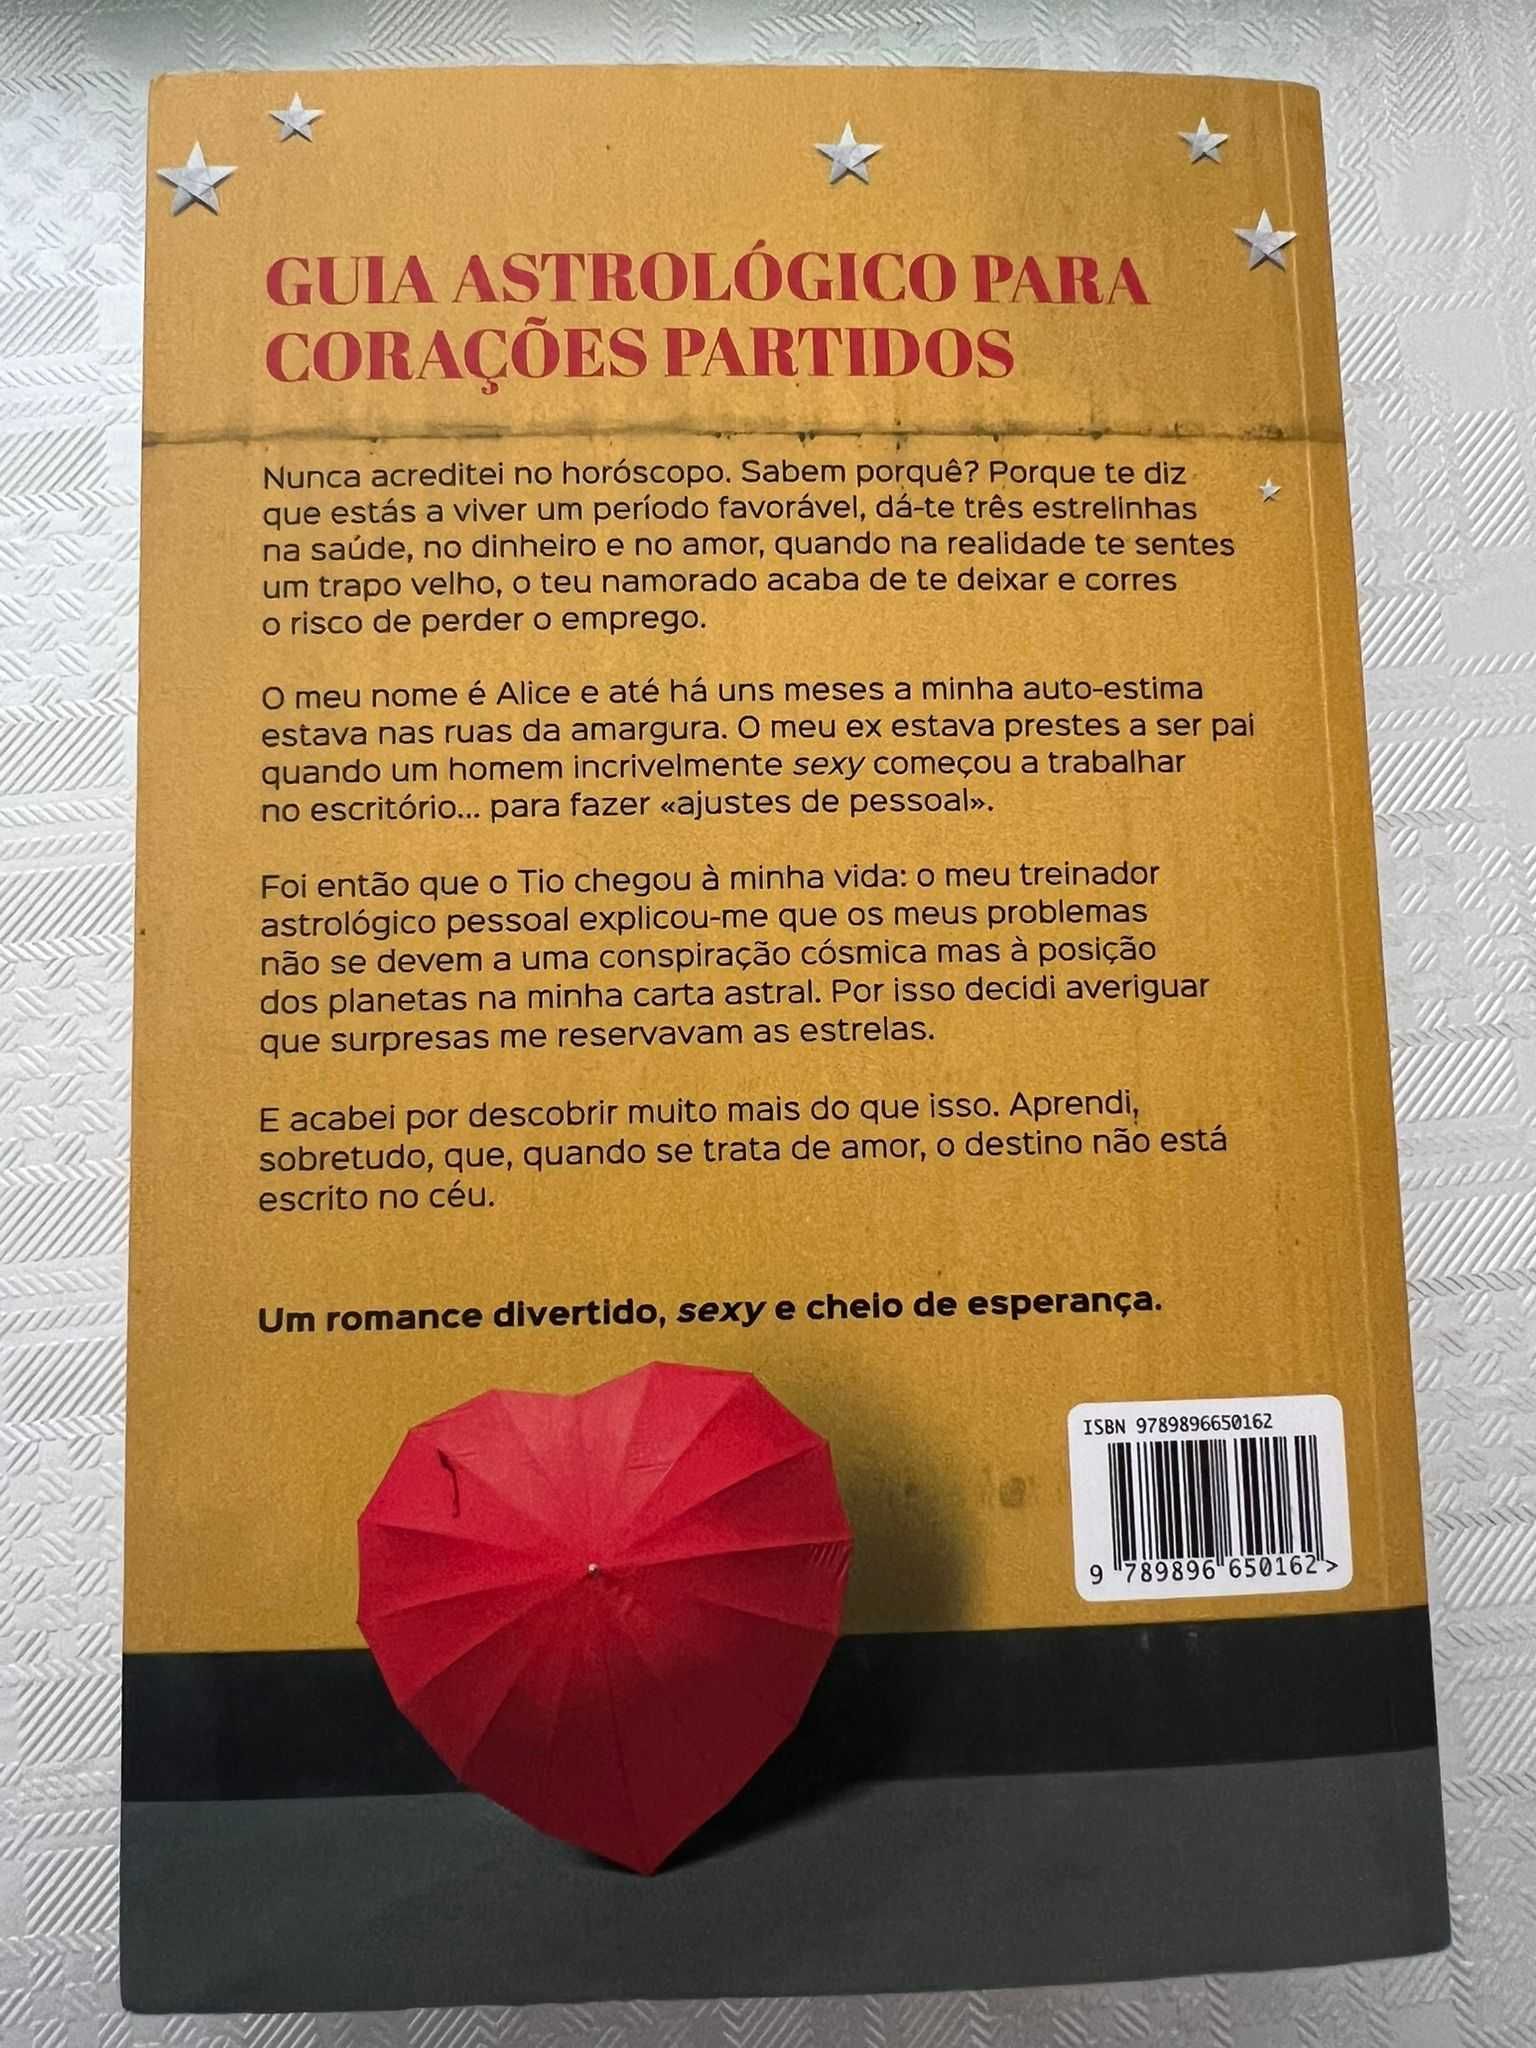 GUIA ASTROLÓGICO PARA
CORAÇÕES PARTIDOS
Nunca acreditei no horóscopo. Sabem porquê? Porque te diz
que estás a viver um período favorável, dá-te três estrelinhas
na saúde, no dinheiro e no amor, quando na realidade te sentes
um trapo velho, o teu namorado acaba de te deixar e corres
o risco de perder o emprego.
O meu nome é Alice e até há uns meses a minha auto-estima
estava nas ruas da amargura. O meu ex estava prestes a ser pai
quando um homem incrivelmente sexy começou a trabalhar
no escritório... para fazer «ajustes de pessoal».
Foi então que o Tio chegou à minha vida: o meu treinador
astrológico pessoal explicou-me que os meus problemas
não se devem a uma conspiração cósmica mas à posição
dos planetas na minha carta astral. Por isso decidi averiguar
que surpresas me reservavam as estrelas.
E acabei por descobrir muito mais do que isso. Aprendi,
sobretudo, que, quando se trata de amor, o destino não está
escrito no céu.
Um romance divertido, sexy e cheio de esperança.
ISBN 9789896650162
9 789896 650162 >